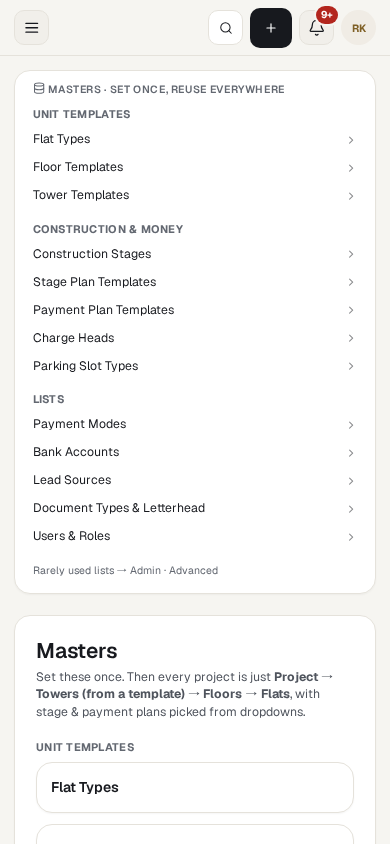 9+
RK
MASTERS · SET ONCE, REUSE EVERYWHERE
UNIT TEMPLATES
Flat Types
Floor Templates
Tower Templates
CONSTRUCTION & MONEY
Construction Stages
Stage Plan Templates
Payment Plan Templates
Charge Heads
Parking Slot Types
LISTS
Payment Modes
Bank Accounts
Lead Sources
Document Types & Letterhead
Users & Roles
Rarely used lists → Admin · Advanced
Masters
Set these once. Then every project is just Project →
Towers (from a template) → Floors → Flats, with
stage & payment plans picked from dropdowns.
UNIT TEMPLATES
Flat Types